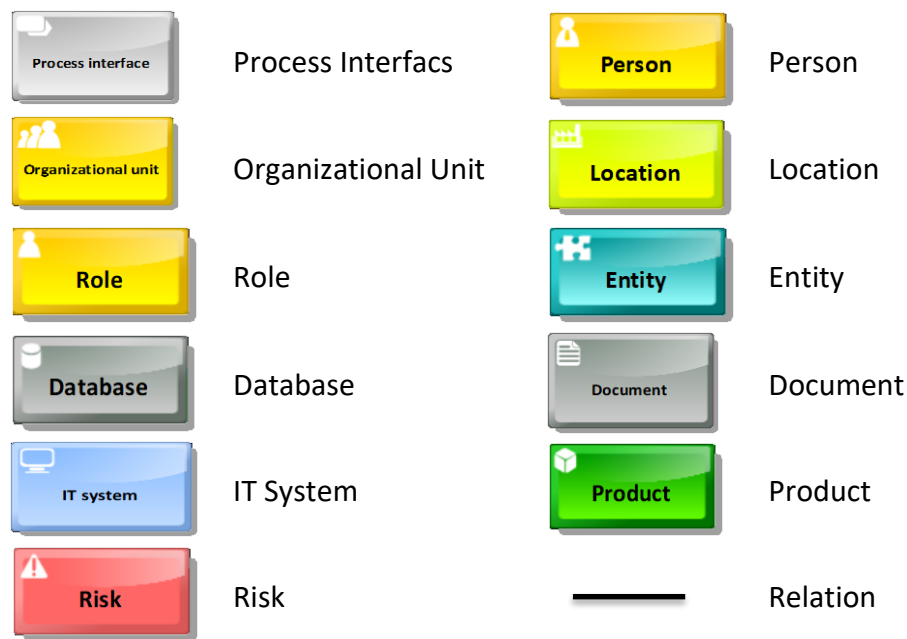 Process interface
Process Interfacs
Person
Person
Organizational unit
Organizational Unit
Location
Location
Role
Role
Entity
Entity
Database
Database
Document
Document
IT system
IT System
Product
Product
Risk
Risk
Relation